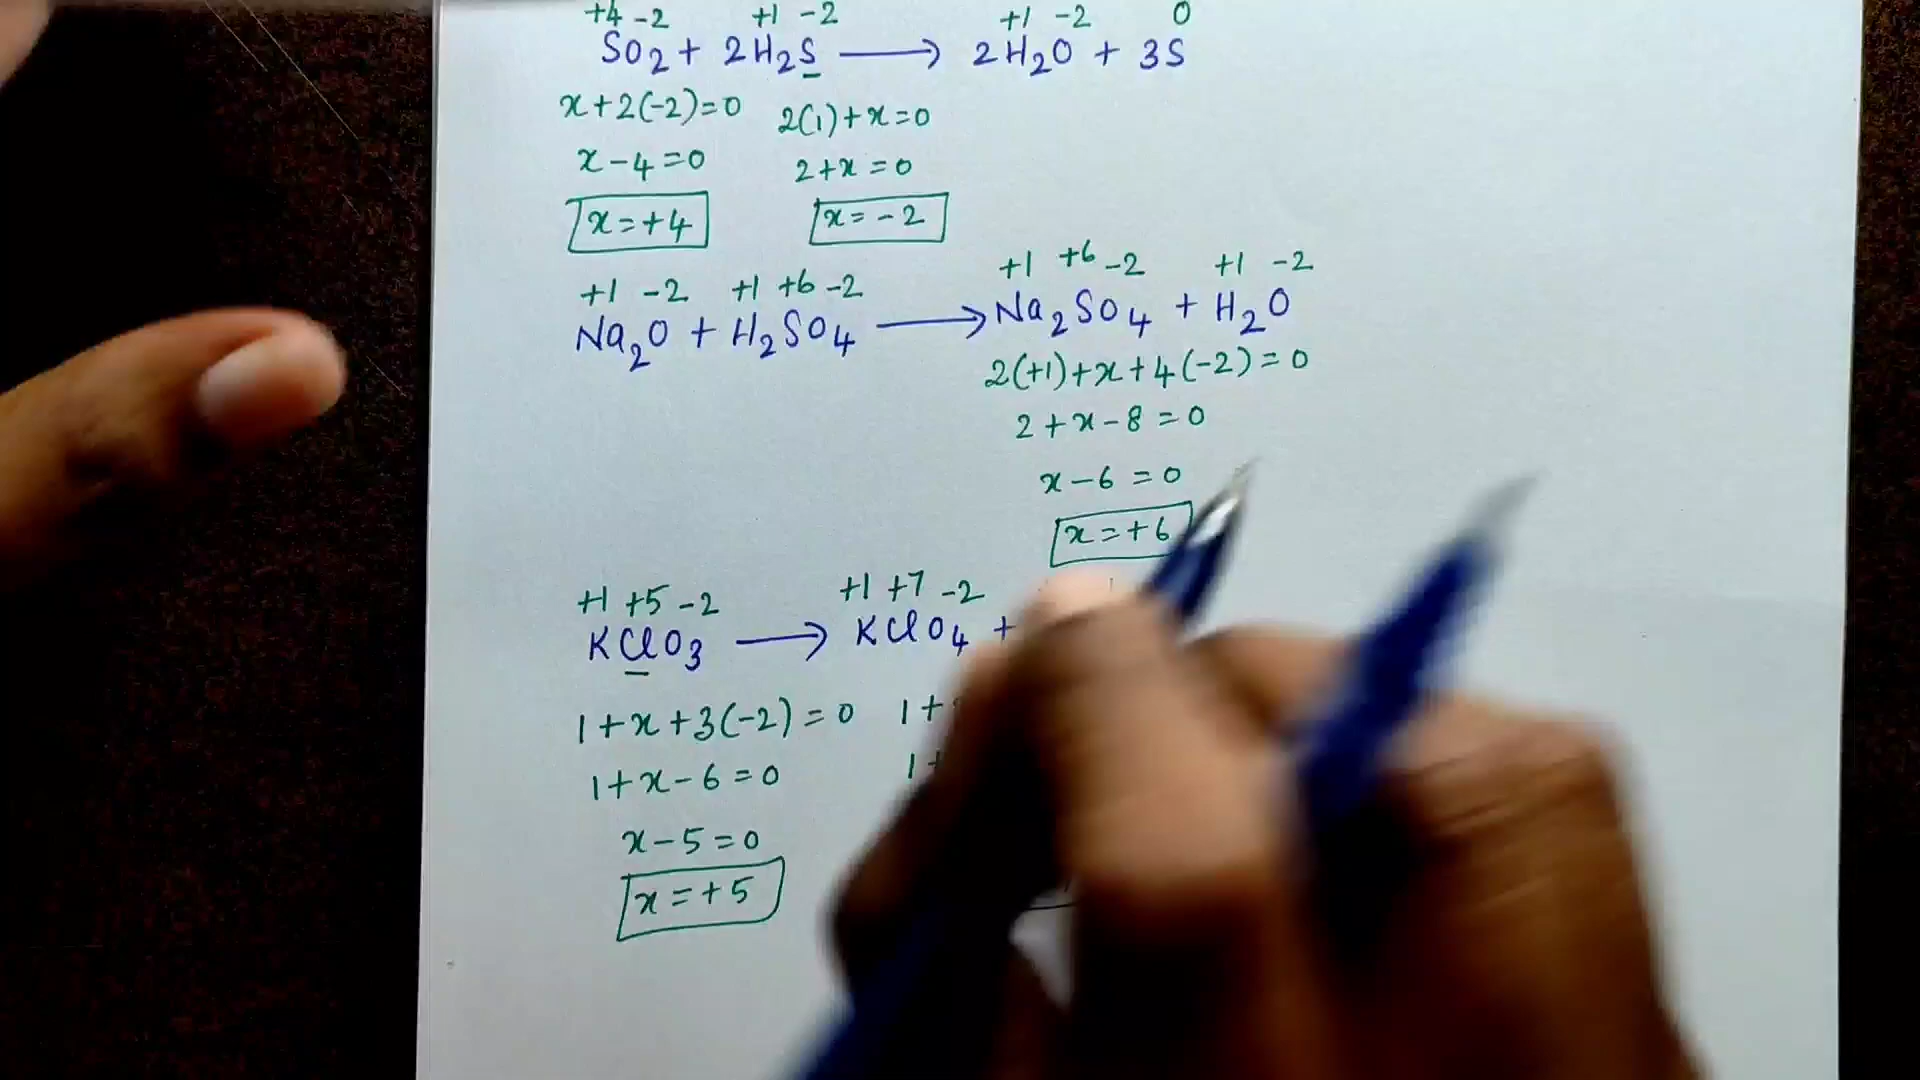 +4 -2 +1 -2 +1 -2 0
SO2 + 2H2S ⟶ 2H2O + 3S
x+2(-2)=0 2(1)+x=0
x-4=0 2+x=0
x=+4 x=-2
+1 -2 +1 +6 -2 +1 +6 -2 +1 -2
Na2O + H2SO4 ⟶ Na2SO4 + H2O
2(+1)+x+4(-2)=0
2+x-8=0
x-6=0
x=+6
+1 +5 -2 +1 +7 -2
KClO3 ⟶ KClO4 +
1+x+3(-2)=0 1+
1+x-6=0 1+
x-5=0
x=+5